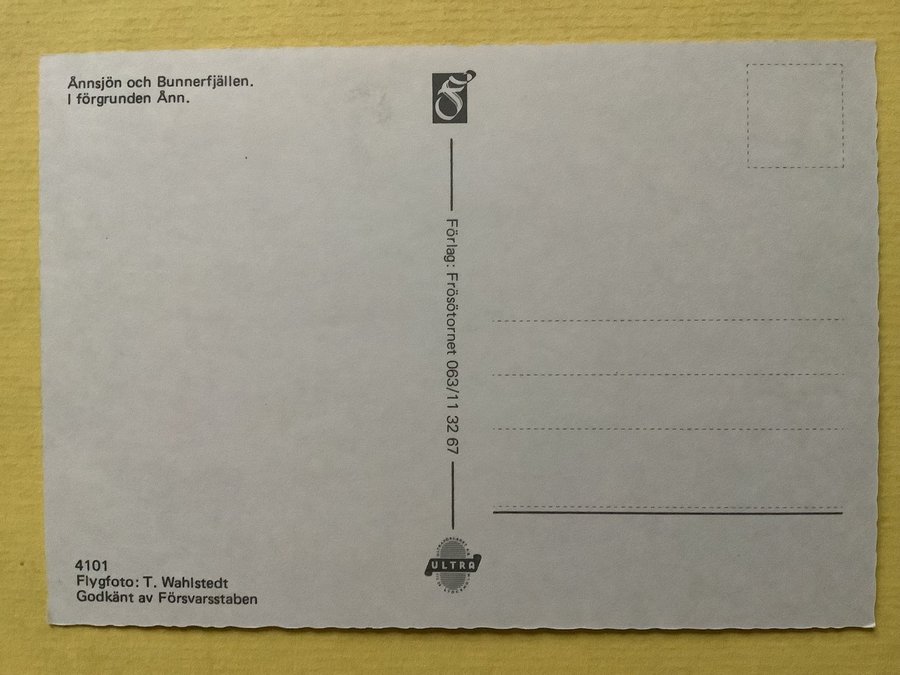 Ånnsjön och Bunnerfjällen.
I förgrunden Ånn.
Förlag: Frösötornet 063/11 32 67
4101
Flygfoto: T. Wahlstedt
Godkänt av Försvarsstaben
ULTRA